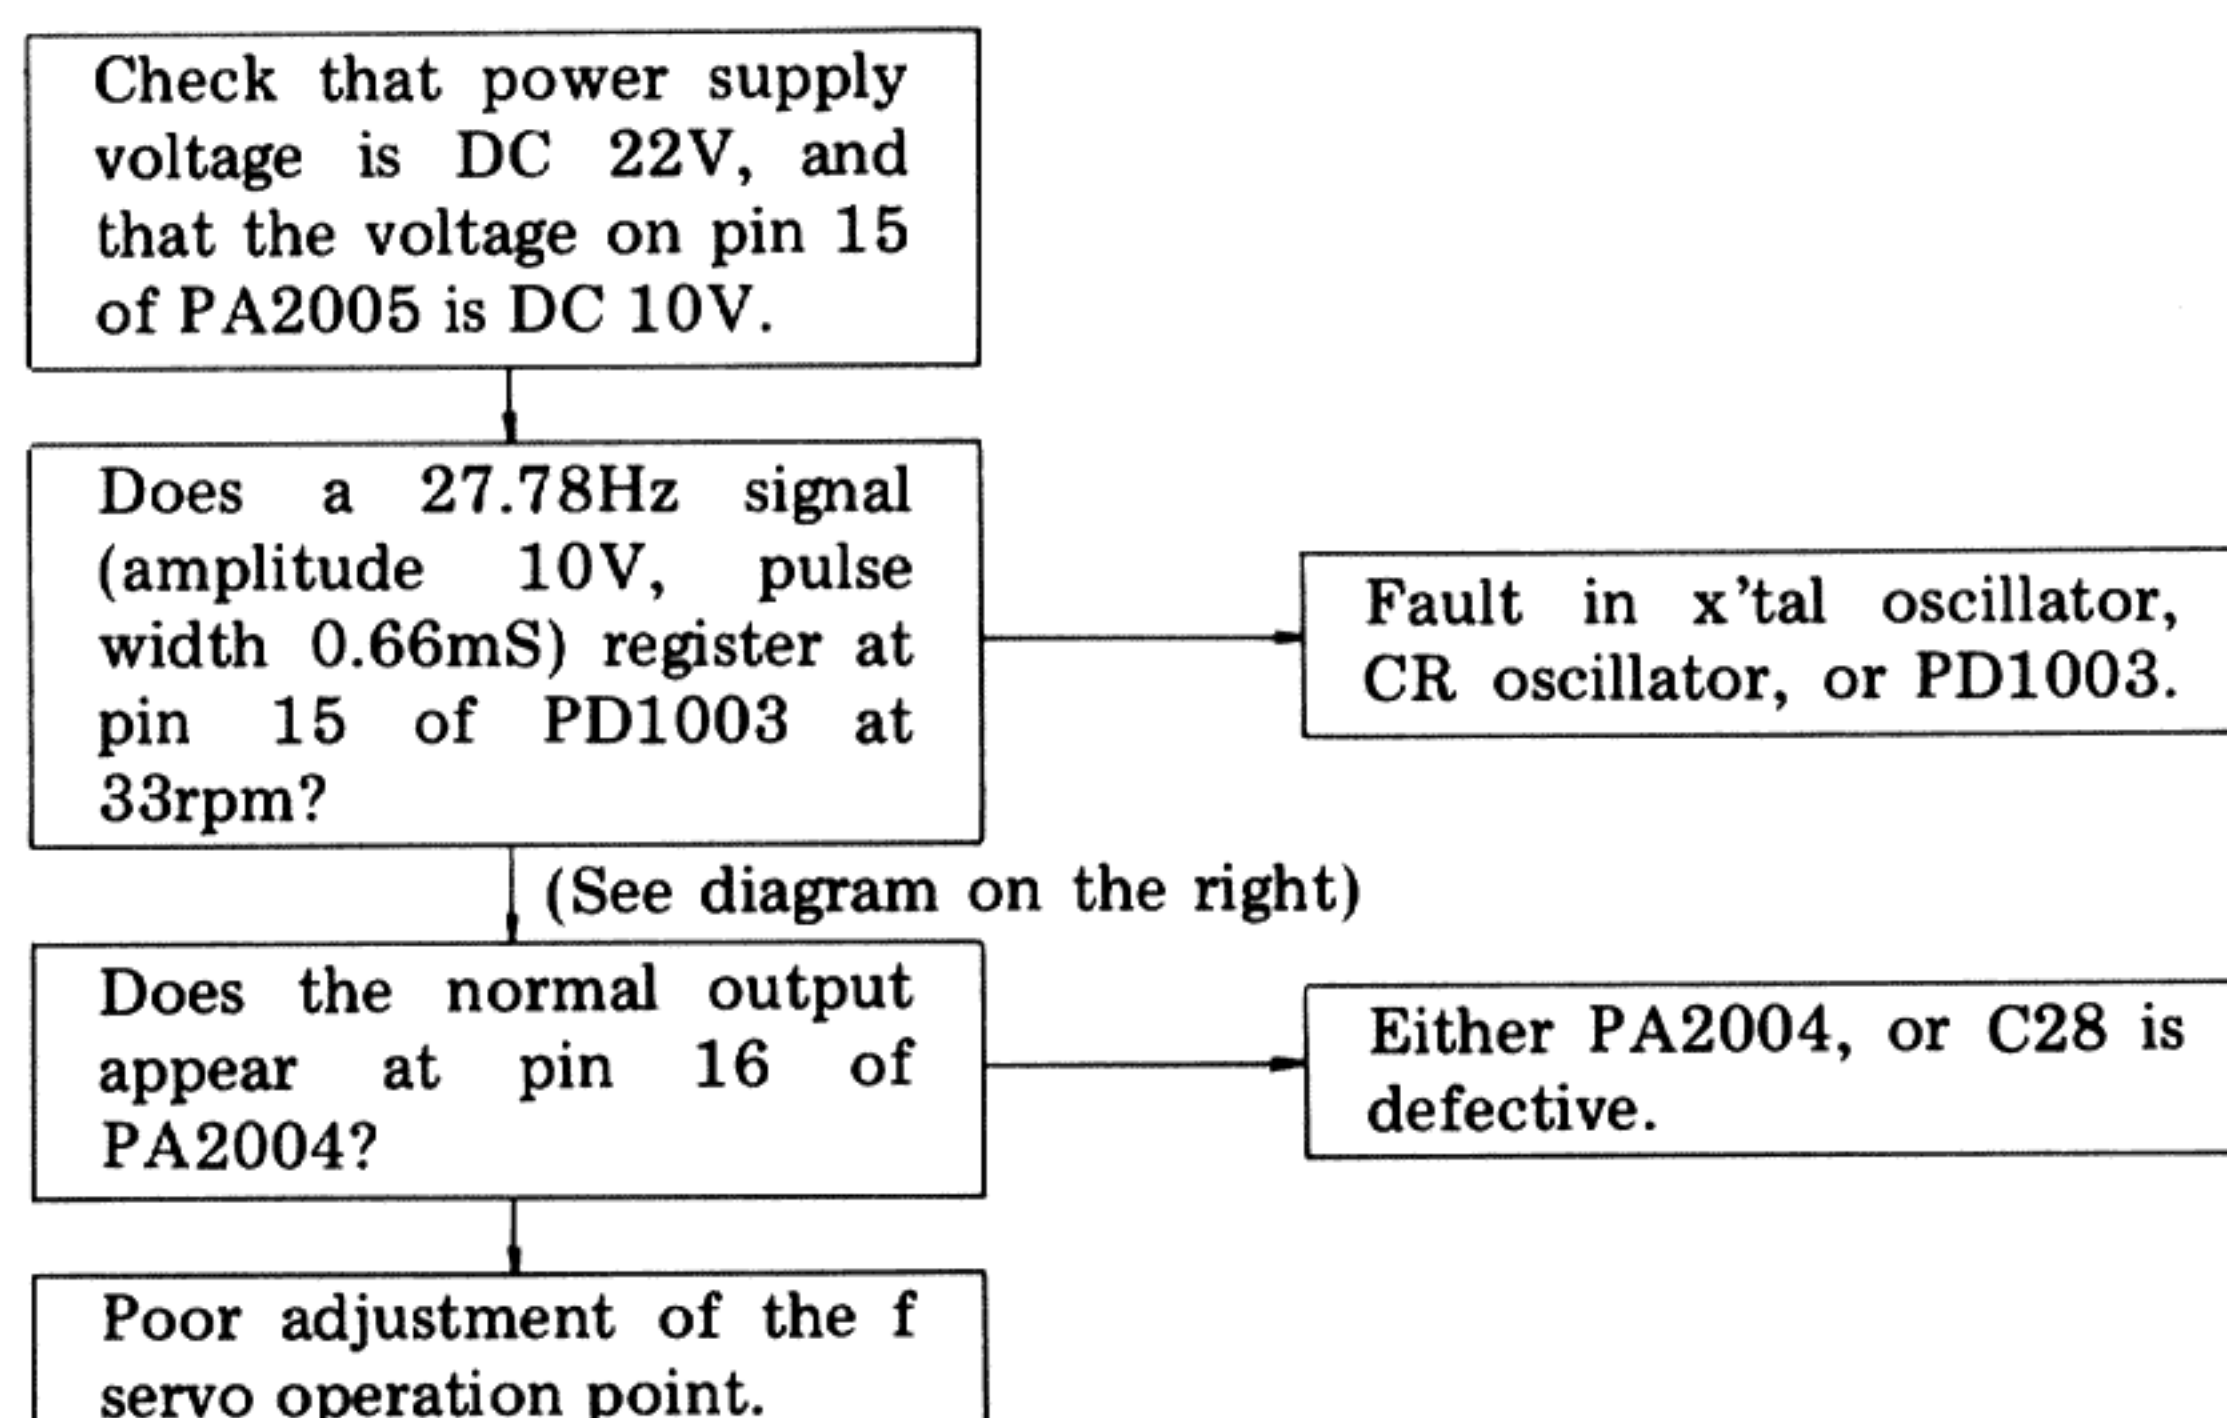 Check that power supply
voltage is DC 22V, and
that the voltage on pin 15
of PA2005 is DC 10V.
Does a 27.78Hz signal
(amplitude 10V, pulse
width 0.66mS) register at
pin 15 of PD1003 at
33rpm?
Fault in x'tal oscillator,
CR oscillator, or PD1003.
(See diagram on the right)
Does the normal output
appear at pin 16 of
PA2004?
Either PA2004, or C28 is
defective.
Poor adjustment of the f
servo operation point.